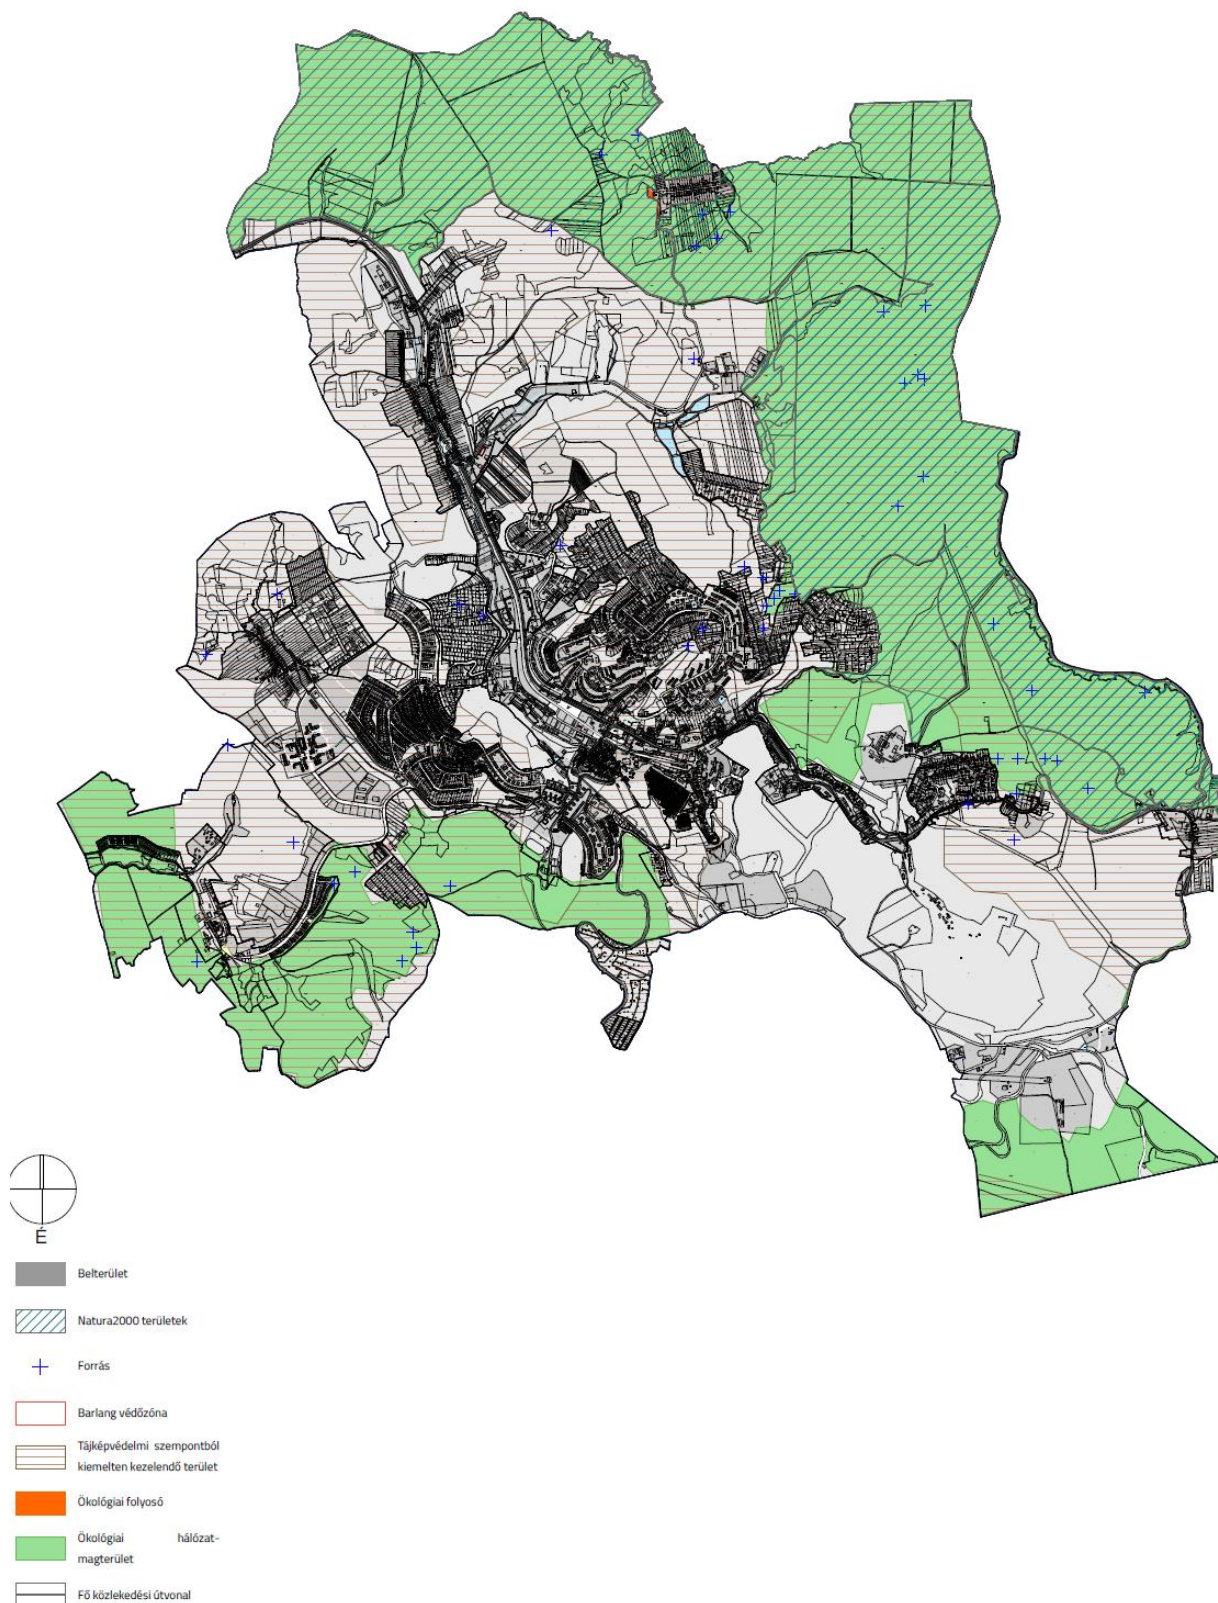 É
Belterület
Natura2000 területek
Forrás
Barlang védőzóna
Tájképvédelmi szempontból
kiemelten kezelendő terület
Ökológiai folyosó
Ökológiai hálózat-
magterület
Fő közlekedési útvonal